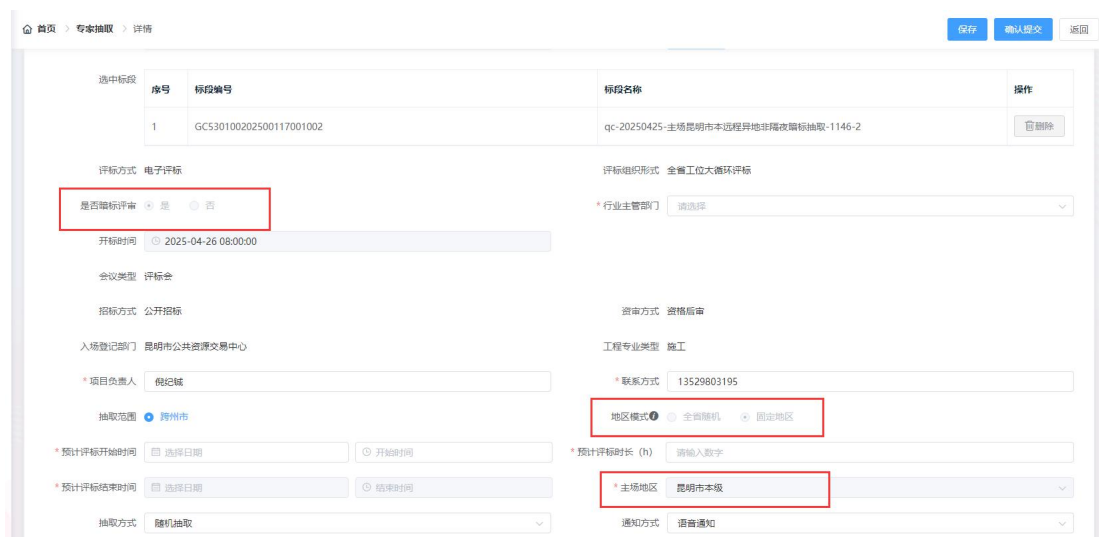 首页 > 专家抽取 > 详情 保存 确认提交 返回
选中标段
序号 标段编号 标段名称 操作
1 GC530100202500117001002 qc-20250425-主场昆明市本远程异地非隔夜暗标抽取-1146-2 删除
评标方式 电子评标 评标组织形式 全省工位大循环评标
是否暗标评审 是 否 * 行业主管部门 请选择
开标时间 2025-04-26 08:00:00
会议类型 评标会
招标方式 公开招标 资审方式 资格后审
入场登记部门 昆明市公共资源交易中心 工程专业类型 施工
* 项目负责人 倪纪铖 * 联系方式 13529803195
抽取范围 跨州市 地区模式 全省随机 固定地区
* 预计评标开始时间 选择日期 开始时间 * 预计评标时长（h） 请输入数字
* 预计评标结束时间 选择日期 结束时间 * 主场地区 昆明市本级
抽取方式 随机抽取 通知方式 语音通知